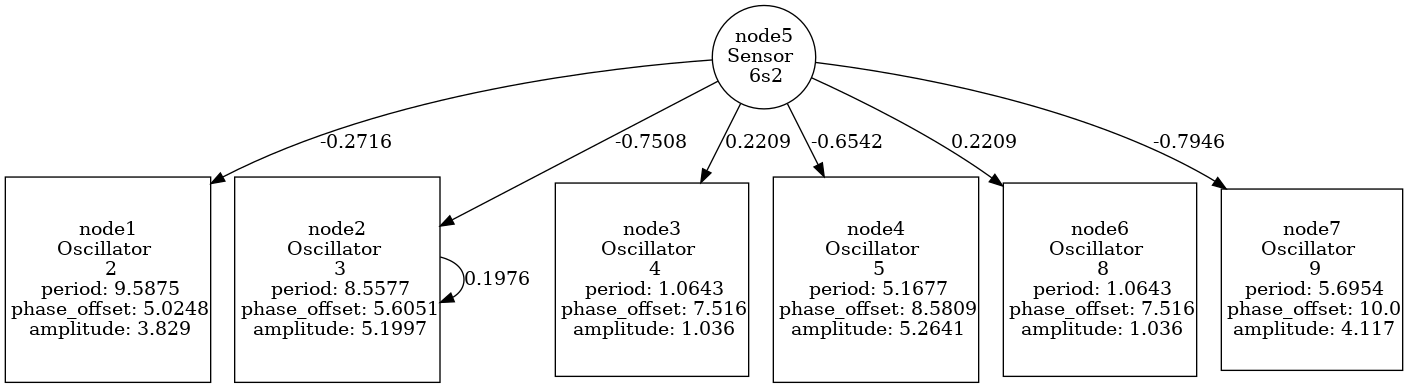 node5
Sensor
6s2
-0.2716
-0.7508
0.2209
-0.6542
0.2209
-0.7946
node1
Oscillator
2
period: 9.5875
phase_offset: 5.0248
amplitude: 3.829
node2
Oscillator
3
period: 8.5577
phase_offset: 5.6051
amplitude: 5.1997
0.1976
node3
Oscillator
4
period: 1.0643
phase_offset: 7.516
amplitude: 1.036
node4
Oscillator
5
period: 5.1677
phase_offset: 8.5809
amplitude: 5.2641
node6
Oscillator
8
period: 1.0643
phase_offset: 7.516
amplitude: 1.036
node7
Oscillator
9
period: 5.6954
phase_offset: 10.0
amplitude: 4.117